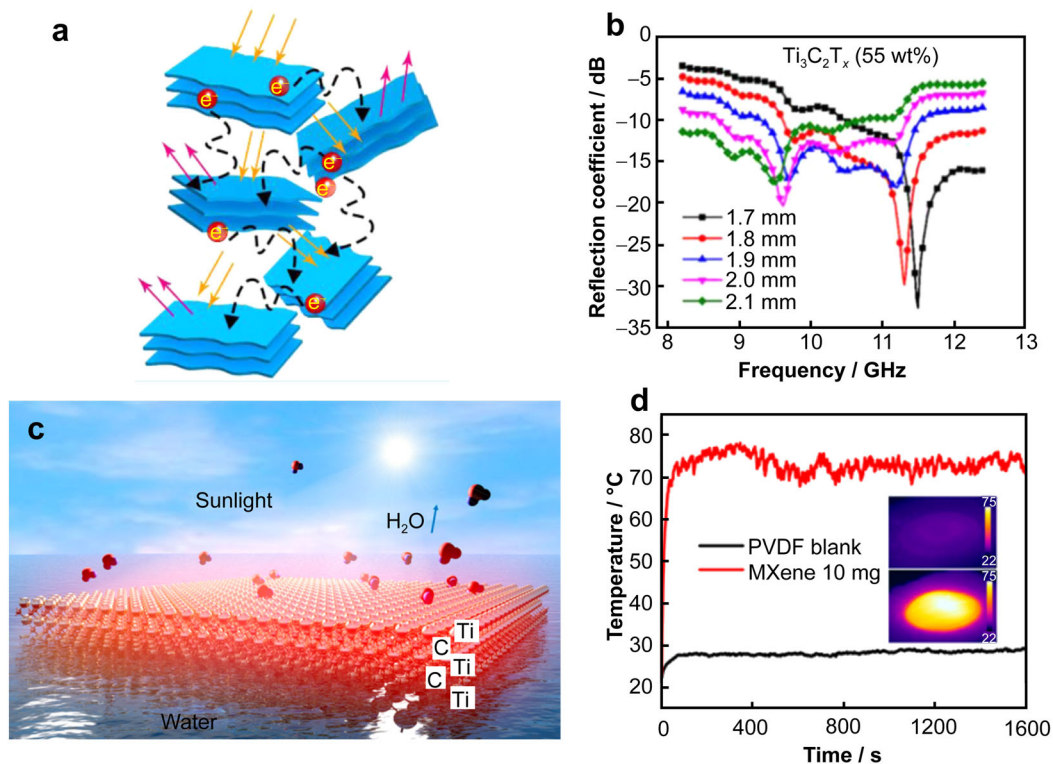 a
e⁻
e⁻
e⁻
e⁻
e⁻
e⁻
b
Ti₃C₂Tₓ (55 wt%)
Reflection coefficient / dB
0
−5
−10
−15
−20
−25
−30
−35
1.7 mm
1.8 mm
1.9 mm
2.0 mm
2.1 mm
8
9
10
11
12
13
Frequency / GHz
c
Sunlight
H₂O
Ti
C
Ti
C
Ti
Water
d
Temperature / °C
80
70
60
50
40
30
20
PVDF blank
MXene 10 mg
75
22
75
22
0
400
800
1200
1600
Time / s